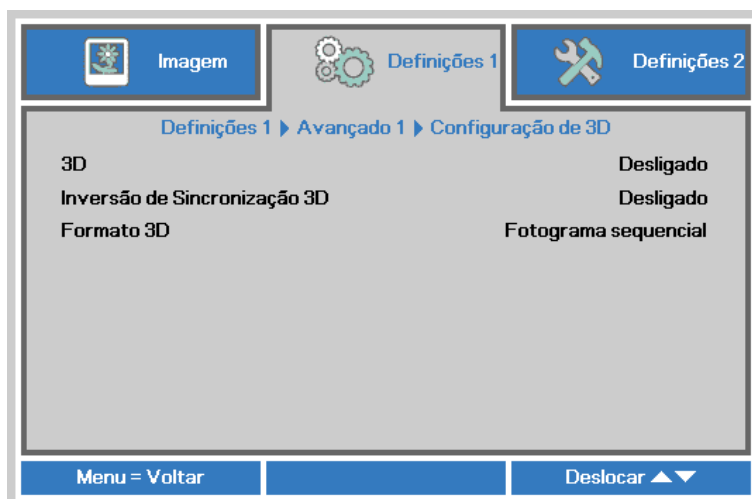 Imagem
Definições 1
Definições 2
Definições 1 ▶ Avançado 1 ▶ Configuração de 3D
3D Desligado
Inversão de Sincronização 3D Desligado
Formato 3D Fotograma sequencial
Menu = Voltar
Deslocar ▲▼